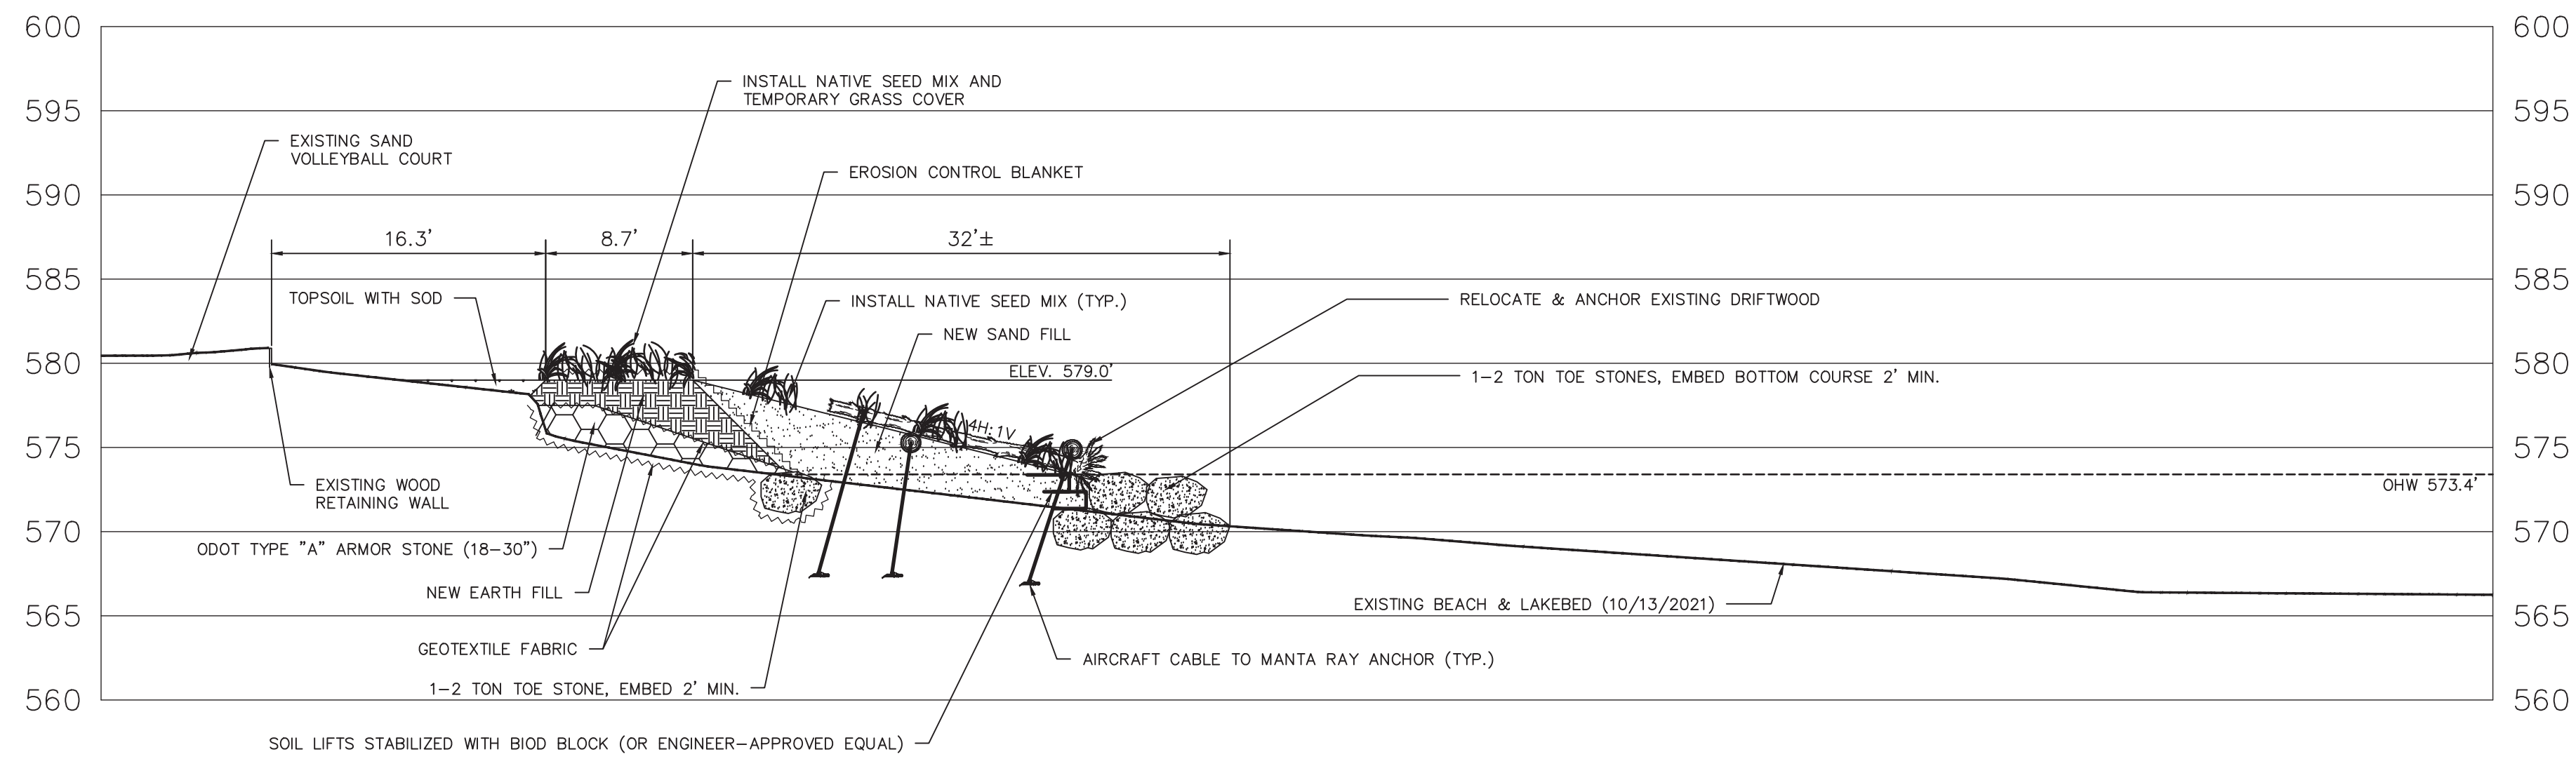 600
600
INSTALL NATIVE SEED MIX AND
TEMPORARY GRASS COVER
595
595
EXISTING SAND
VOLLEYBALL COURT
EROSION CONTROL BLANKET
590
590
16.3'
8.7'
32'±
585
585
TOPSOIL WITH SOD
INSTALL NATIVE SEED MIX (TYP.)
RELOCATE & ANCHOR EXISTING DRIFTWOOD
NEW SAND FILL
580
580
ELEV. 579.0'
1-2 TON TOE STONES, EMBED BOTTOM COURSE 2' MIN.
4H:1V
575
575
EXISTING WOOD
RETAINING WALL
OHW 573.4'
570
570
ODOT TYPE "A" ARMOR STONE (18-30")
NEW EARTH FILL
EXISTING BEACH & LAKEBED (10/13/2021)
565
565
GEOTEXTILE FABRIC
AIRCRAFT CABLE TO MANTA RAY ANCHOR (TYP.)
1-2 TON TOE STONE, EMBED 2' MIN.
560
560
SOIL LIFTS STABILIZED WITH BIOD BLOCK (OR ENGINEER-APPROVED EQUAL)